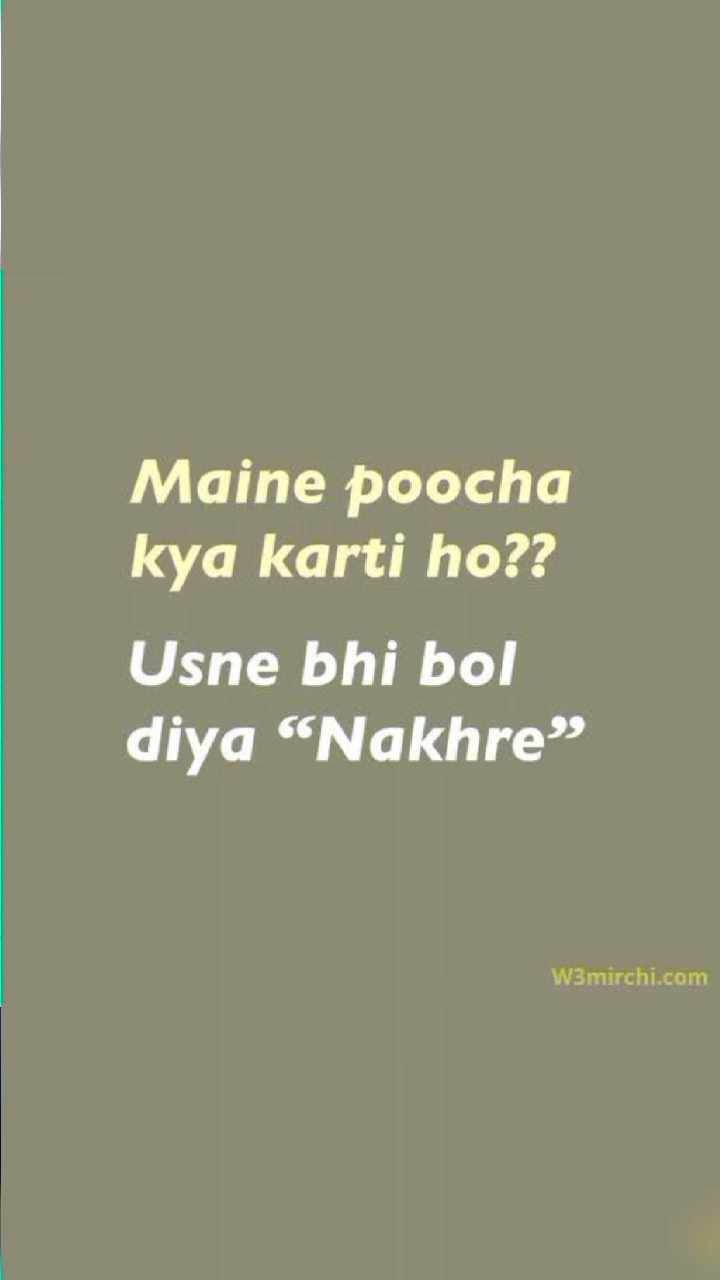 Maine poocha
kya karti ho??
Usne bhi bol
diya “Nakhre”
W3mirchi.com